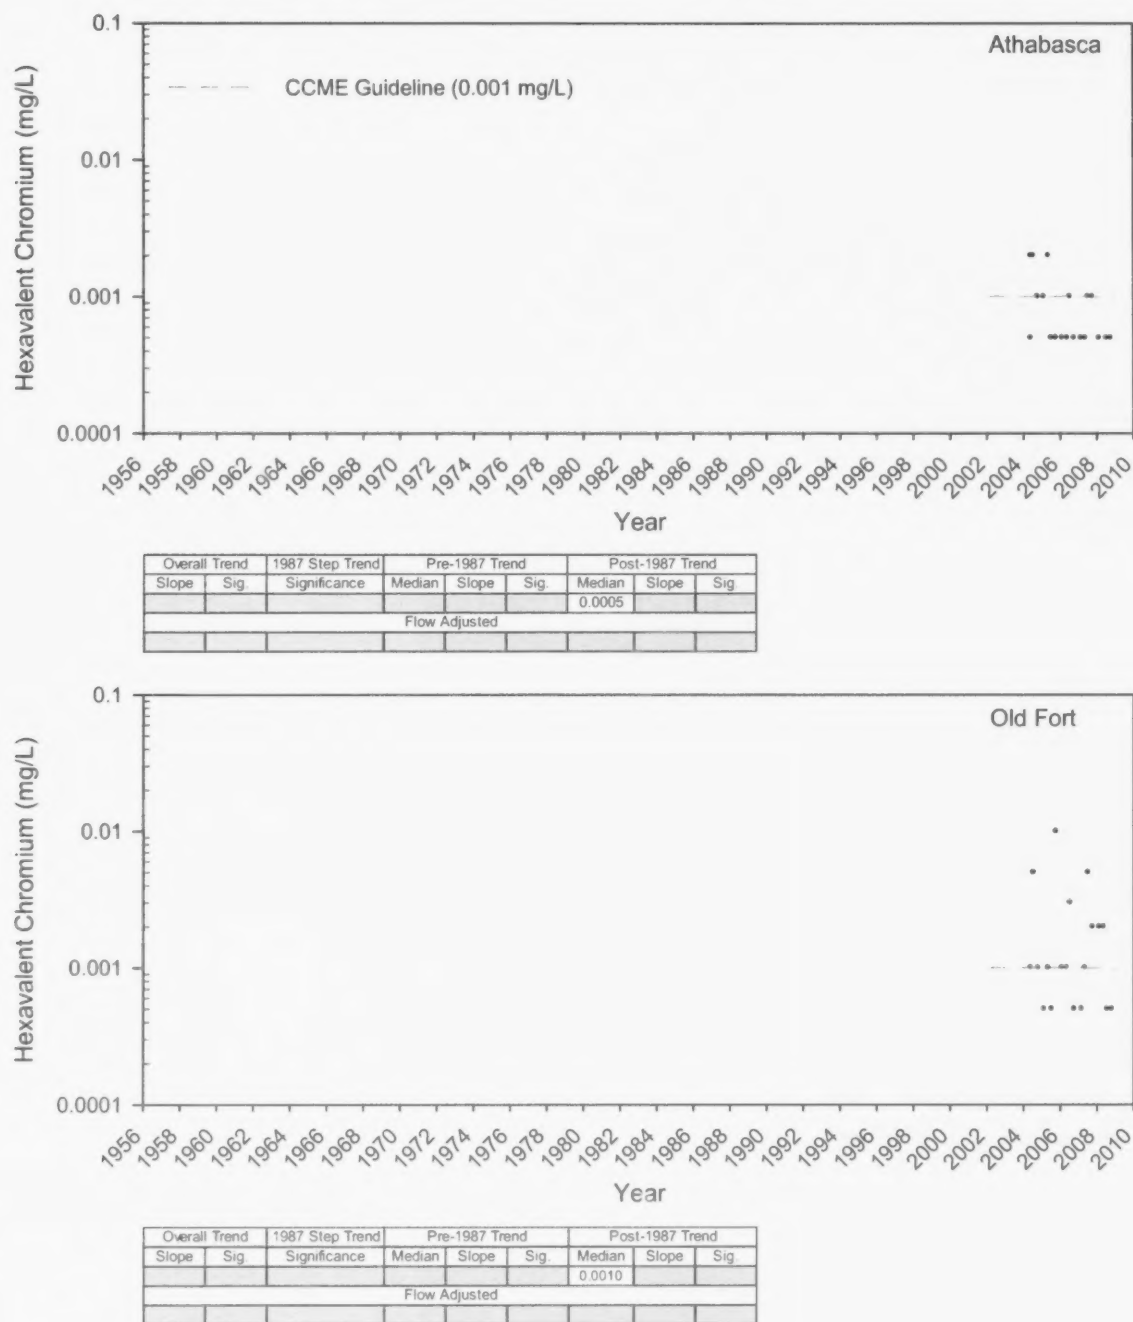 0.1
Athabasca
CCME Guideline (0.001 mg/L)
Hexavalent Chromium (mg/L)
0.01
0.001
0.0001
1956 1958 1960 1962 1964 1966 1968 1970 1972 1974 1976 1978 1980 1982 1984 1986 1988 1990 1992 1994 1996 1998 2000 2002 2004 2006 2008 2010
Year
Overall Trend 1987 Step Trend Pre-1987 Trend Post-1987 Trend
Slope Sig. Significance Median Slope Sig. Median Slope Sig.
0.0005
Flow Adjusted
0.1
Old Fort
Hexavalent Chromium (mg/L)
0.01
0.001
0.0001
1956 1958 1960 1962 1964 1966 1968 1970 1972 1974 1976 1978 1980 1982 1984 1986 1988 1990 1992 1994 1996 1998 2000 2002 2004 2006 2008 2010
Year
Overall Trend 1987 Step Trend Pre-1987 Trend Post-1987 Trend
Slope Sig. Significance Median Slope Sig. Median Slope Sig.
0.0010
Flow Adjusted